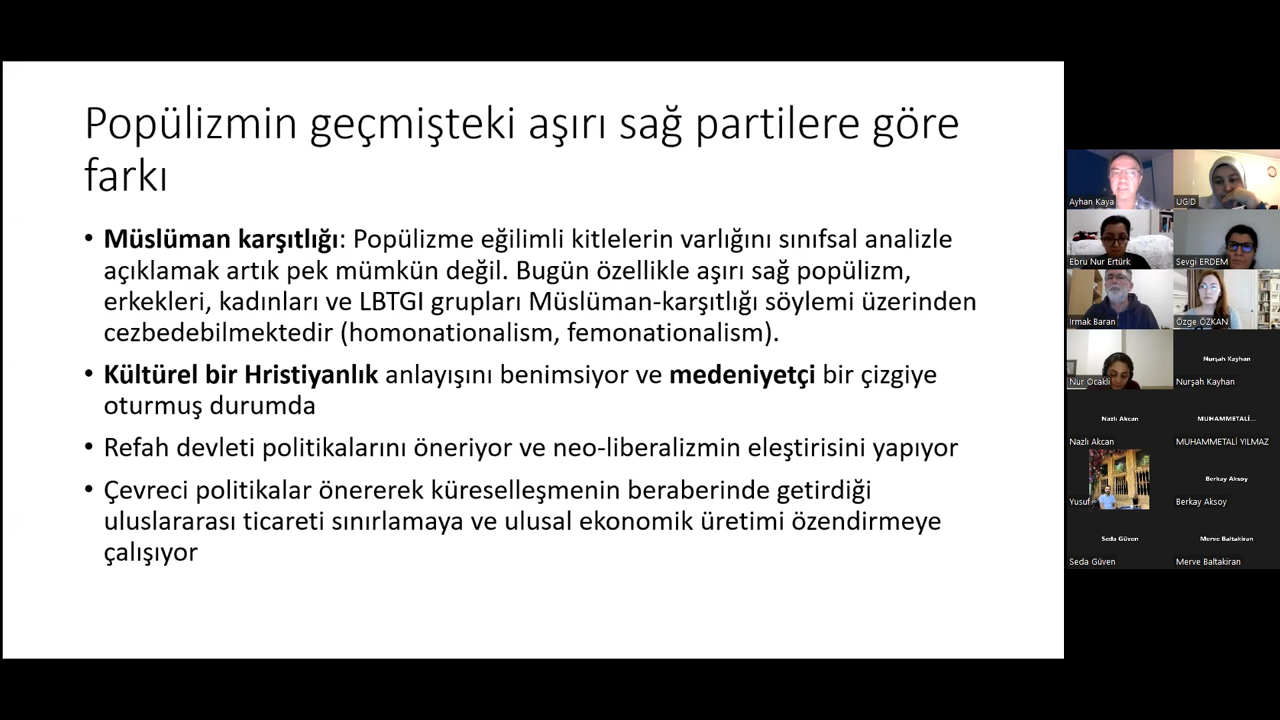 Popülizmin geçmişteki aşırı sağ partilere göre
farkı
• Müslüman karşıtlığı: Popülizme eğilimli kitlelerin varlığını sınıfsal analizle
açıklamak artık pek mümkün değil. Bugün özellikle aşırı sağ popülizm,
erkekleri, kadınları ve LBTGI grupları Müslüman-karşıtlığı söylemi üzerinden
cezbedebilmektedir (homonationalism, femonationalism).
• Kültürel bir Hristiyanlık anlayışını benimsiyor ve medeniyetçi bir çizgiye
oturmuş durumda
• Refah devleti politikalarını öneriyor ve neo-liberalizmin eleştirisini yapıyor
• Çevreci politikalar önererek küreselleşmenin beraberinde getirdiği
uluslararası ticareti sınırlamaya ve ulusal ekonomik üretimi özendirmeye
çalışıyor
Ayhan Kaya
UGİD
Ebru Nur Ertürk
Sevgi ERDEM
Irmak Baran
Özge ÖZKAN
Nur Ocaklı
Nurşah Kayhan
Nurşah Kayhan
Nazlı Akcan
Nazlı Akcan
MUHAMMETALİ...
MUHAMMETALİ YILMAZ
Yusuf
Berkay Aksoy
Berkay Aksoy
Seda Güven
Seda Güven
Merve Baltakiran
Merve Baltakiran